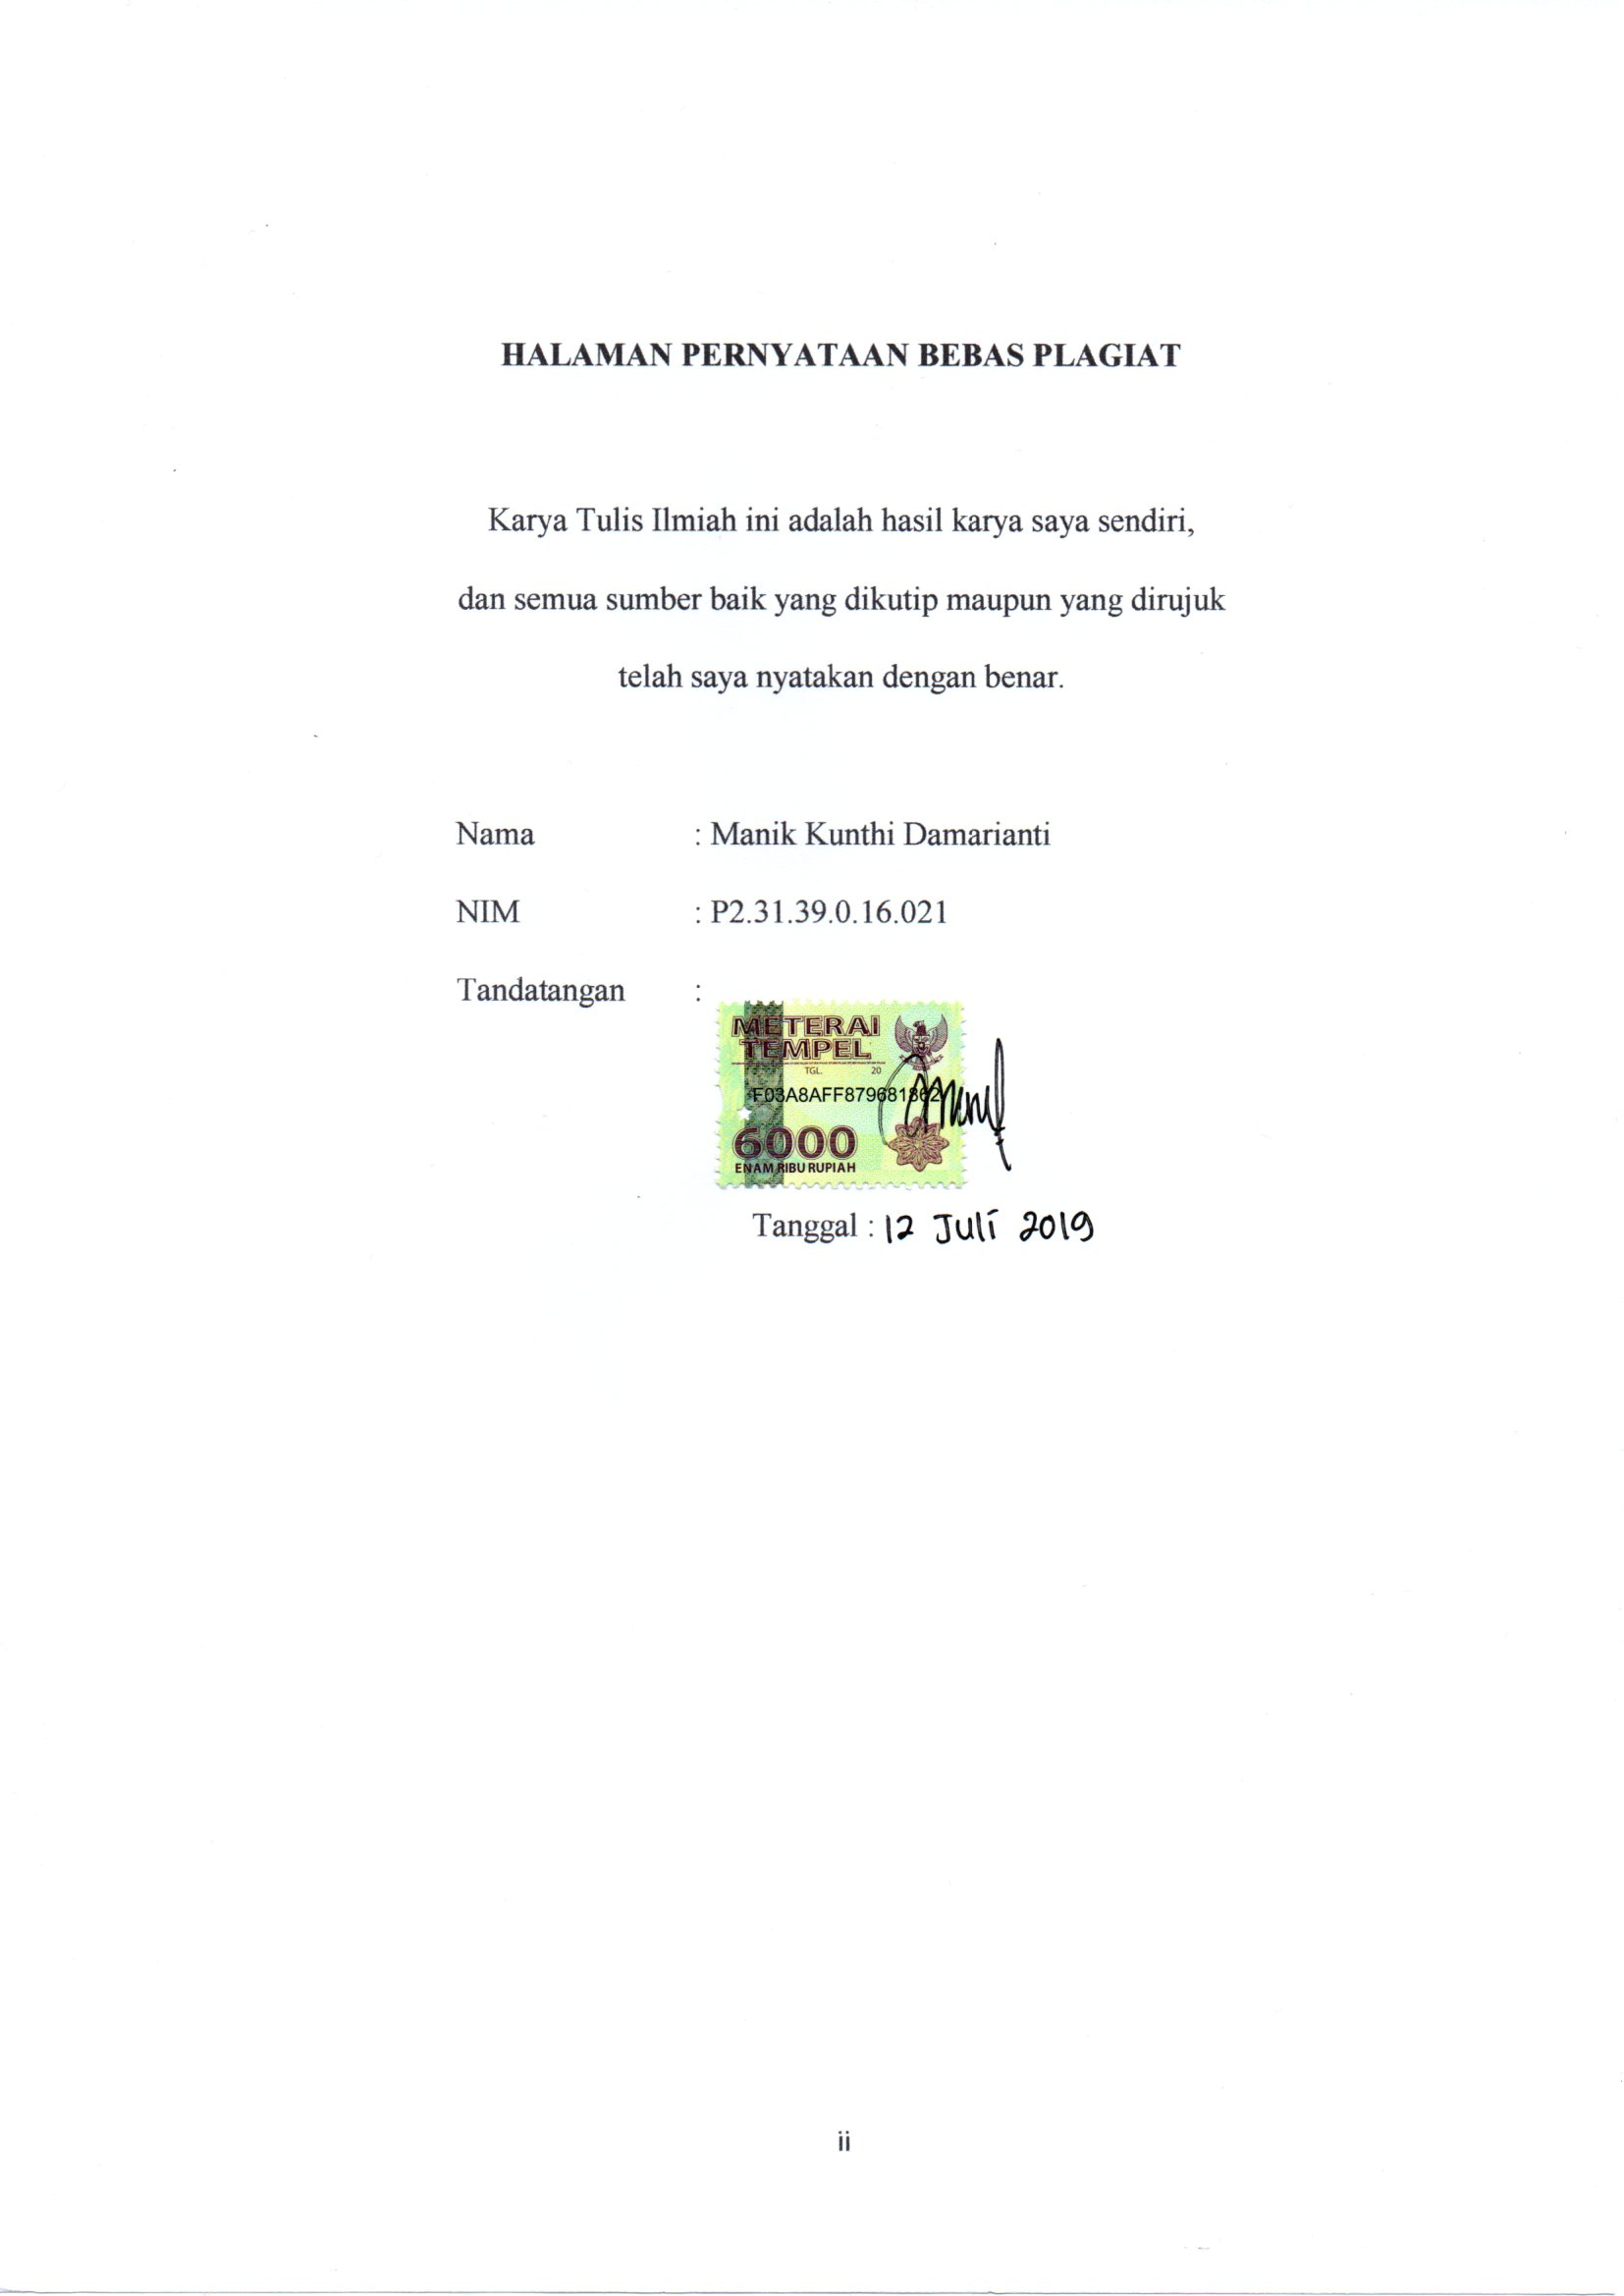 HALAMAN PERNYATAAN BEBAS PLAGIAT
Karya Tulis Ilmiah ini adalah hasil karya saya sendiri,
dan semua sumber baik yang dikutip maupun yang dirujuk
telah saya nyatakan dengan benar.
Nama : Manik Kunthi Damarianti
NIM : P2.31.39.0.16.021
Tandatangan :
METERAI
TEMPEL
TGL. 20
F03A8AFF879681862
6000
ENAM RIBU RUPIAH
Tanggal : 12 Juli 2019
ii